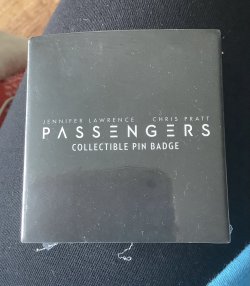 JENNIFER LAWRENCE CHRIS PRATT
PASSENGERS
COLLECTIBLE PIN BADGE